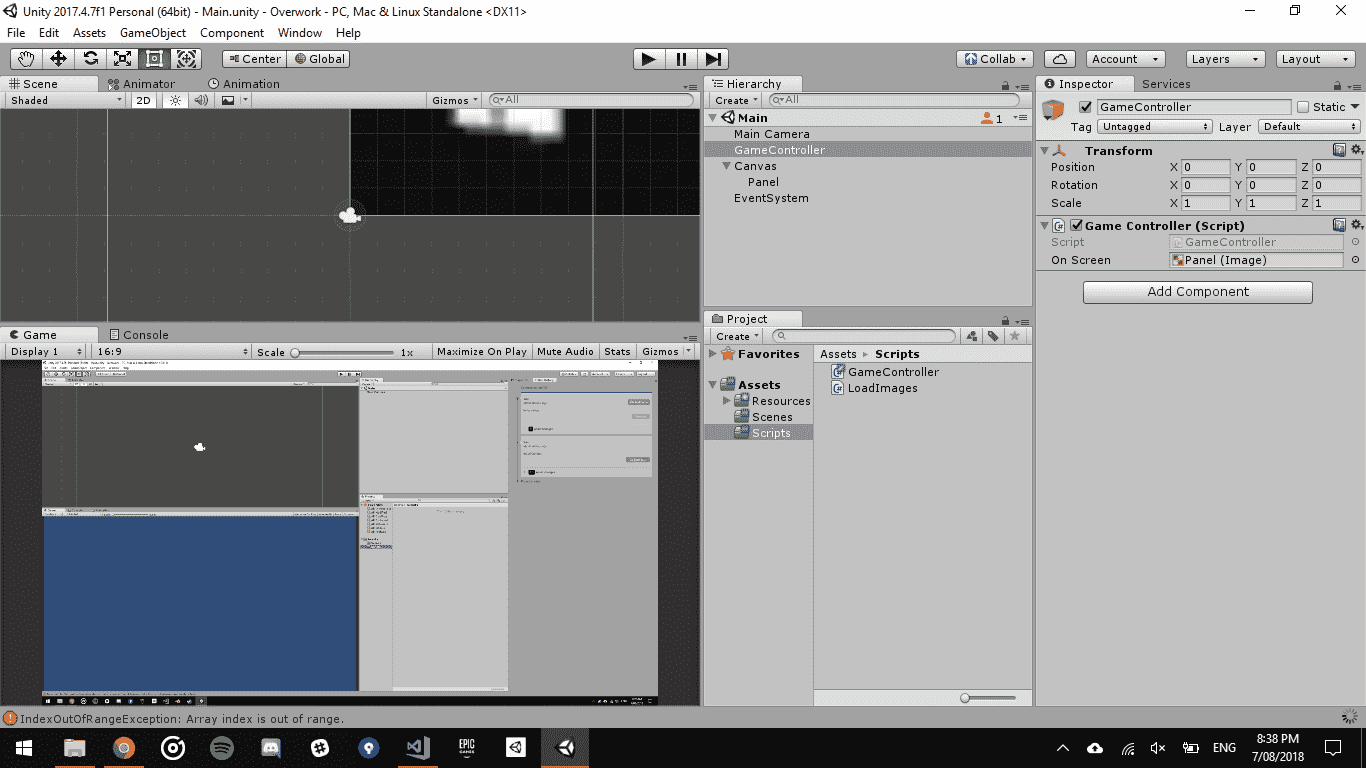 Unity 2017.4.7f1 Personal (64bit) - Main.unity - Overwork - PC, Mac & Linux Standalone <DX11>
File Edit Assets GameObject Component Window Help
Center Global Collab Account Layers Layout
Scene Animator Animation
Shaded 2D Gizmos All
Hierarchy
Create All
Main 1
Main Camera
GameController
Canvas
Panel
EventSystem
Inspector Services
GameController Static
Tag Untagged Layer Default
Transform
Position X 0 Y 0 Z 0
Rotation X 0 Y 0 Z 0
Scale X 1 Y 1 Z 1
Game Controller (Script)
Script GameController
On Screen Panel (Image)
Add Component
Game Console
Display 1 16:9 Scale 1x Maximize On Play Mute Audio Stats Gizmos
Project
Create
Favorites
Assets
Resources
Scenes
Scripts
Assets Scripts
GameController
LoadImages
IndexOutOfRangeException: Array index is out of range.
EPIC GAMES
ENG
8:38 PM
7/08/2018